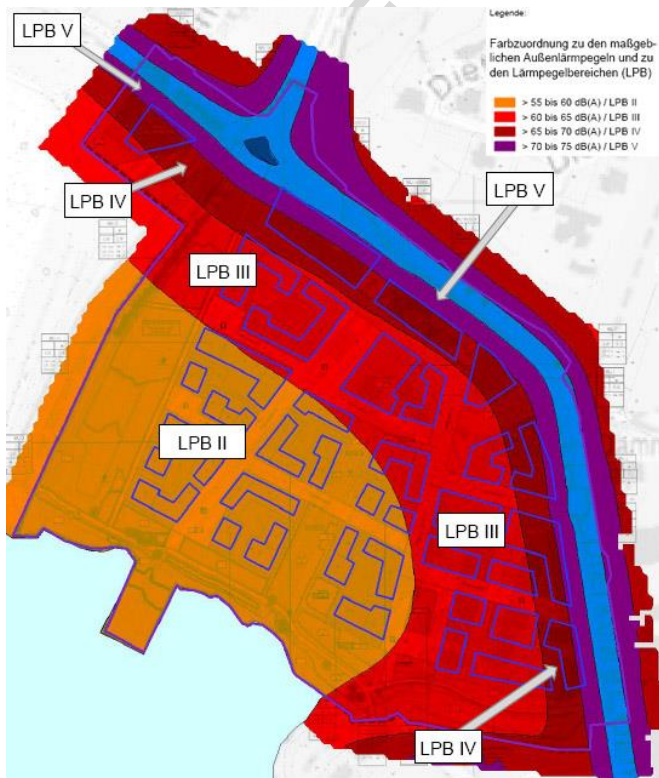 Legende:
Farbzuordnung zu den maßgeb-
lichen Außenlärmpegeln und zu
den Lärmpegelbereichen (LPB)
> 55 bis 60 dB(A) / LPB II
> 60 bis 65 dB(A) / LPB III
> 65 bis 70 dB(A) / LPB IV
> 70 bis 75 dB(A) / LPB V
LPB V
LPB IV
LPB V
LPB III
LPB II
LPB III
LPB IV